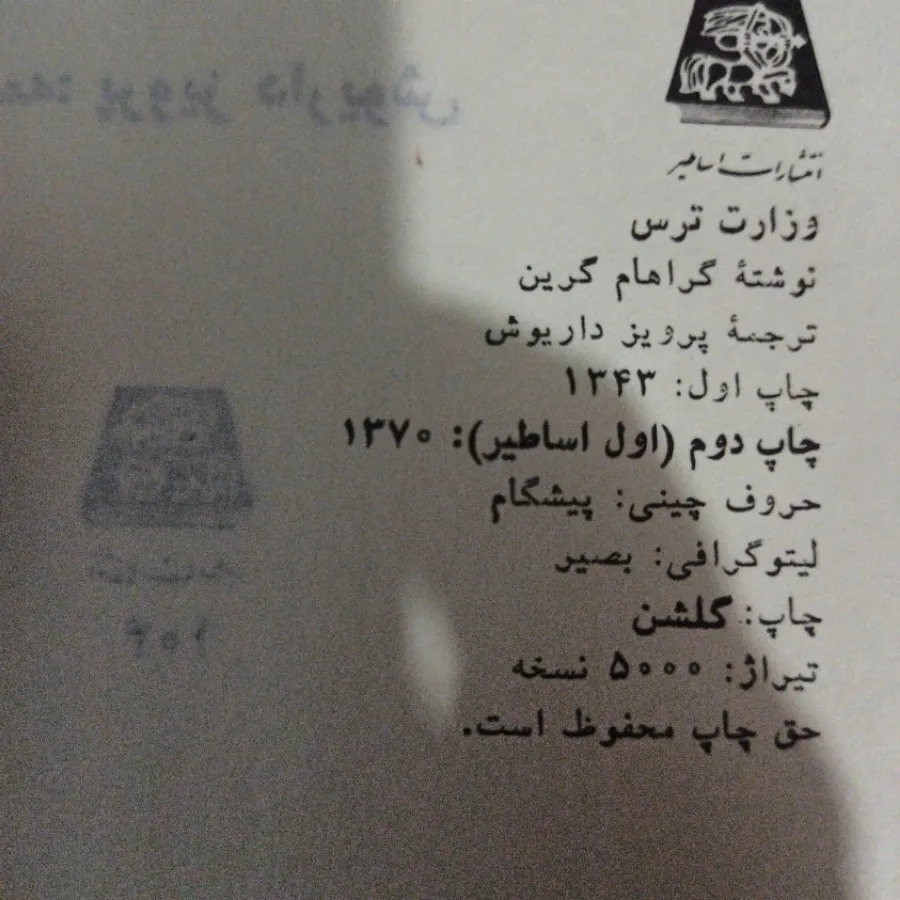 انتشارات اساطیر
وزارت ترس
نوشتهٔ گراهام گرین
ترجمهٔ پرویز داریوش
چاپ اول: ۱۳۴۳
چاپ دوم (اول اساطیر): ۱۳۷۰
حروف چینی: پیشگام
لیتوگرافی: بصیر
چاپ: گلشن
تیراژ: ۵۰۰۰ نسخه
حق چاپ محفوظ است.